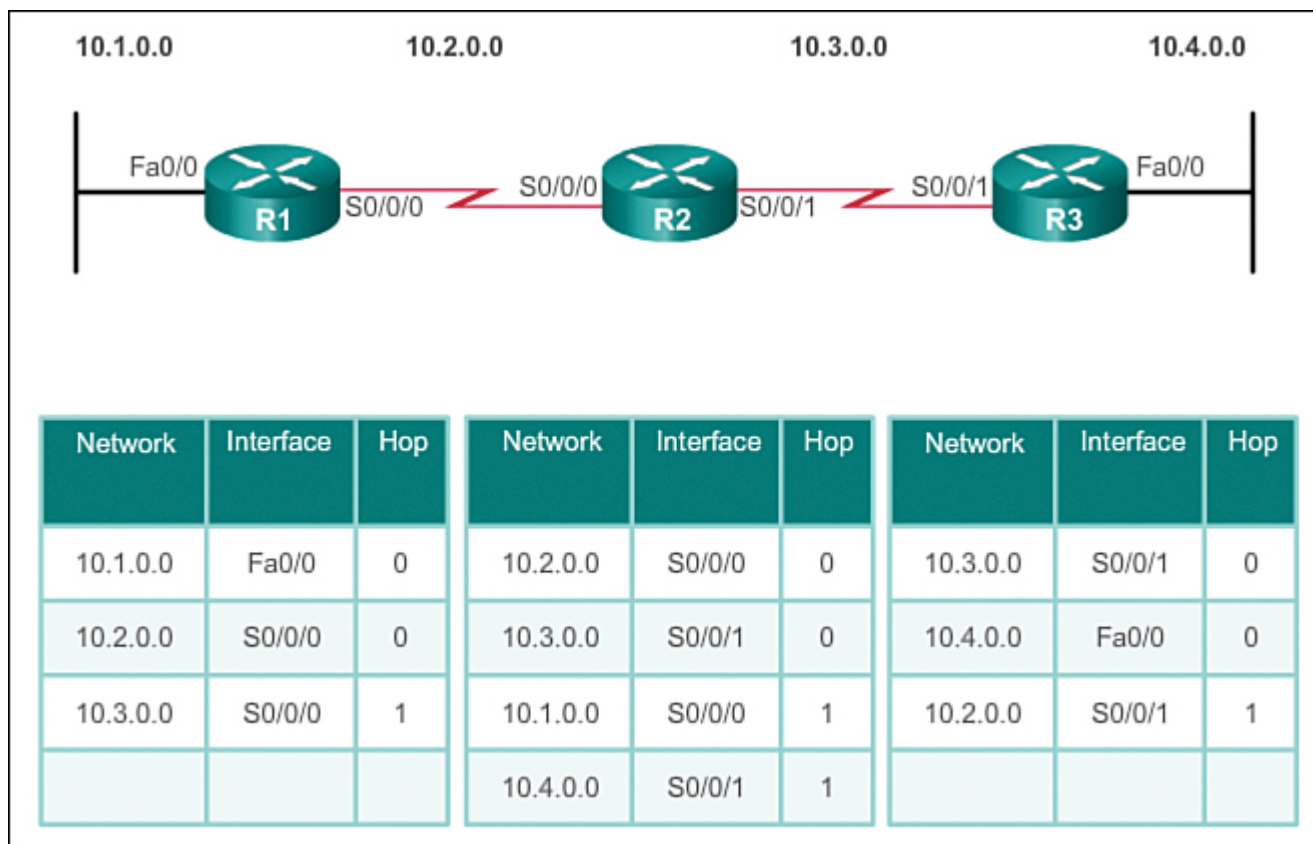 10.1.0.0 10.2.0.0 10.3.0.0 10.4.0.0
Fa0/0 R1 S0/0/0 S0/0/0 R2 S0/0/1 S0/0/1 R3 Fa0/0
Network Interface Hop
10.1.0.0 Fa0/0 0
10.2.0.0 S0/0/0 0
10.3.0.0 S0/0/0 1
Network Interface Hop
10.2.0.0 S0/0/0 0
10.3.0.0 S0/0/1 0
10.1.0.0 S0/0/0 1
10.4.0.0 S0/0/1 1
Network Interface Hop
10.3.0.0 S0/0/1 0
10.4.0.0 Fa0/0 0
10.2.0.0 S0/0/1 1